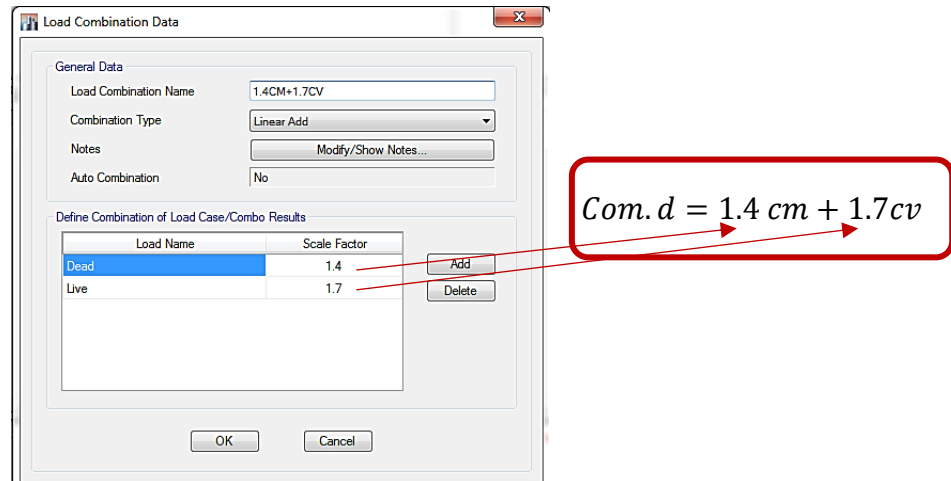 Load Combination Data
x
General Data
Load Combination Name 1.4CM+1.7CV
Combination Type Linear Add
Notes Modify/Show Notes...
Auto Combination No
Define Combination of Load Case/Combo Results
Load Name Scale Factor
Dead 1.4 Add
Live 1.7 Delete
OK Cancel
Com. d = 1.4 cm + 1.7cv